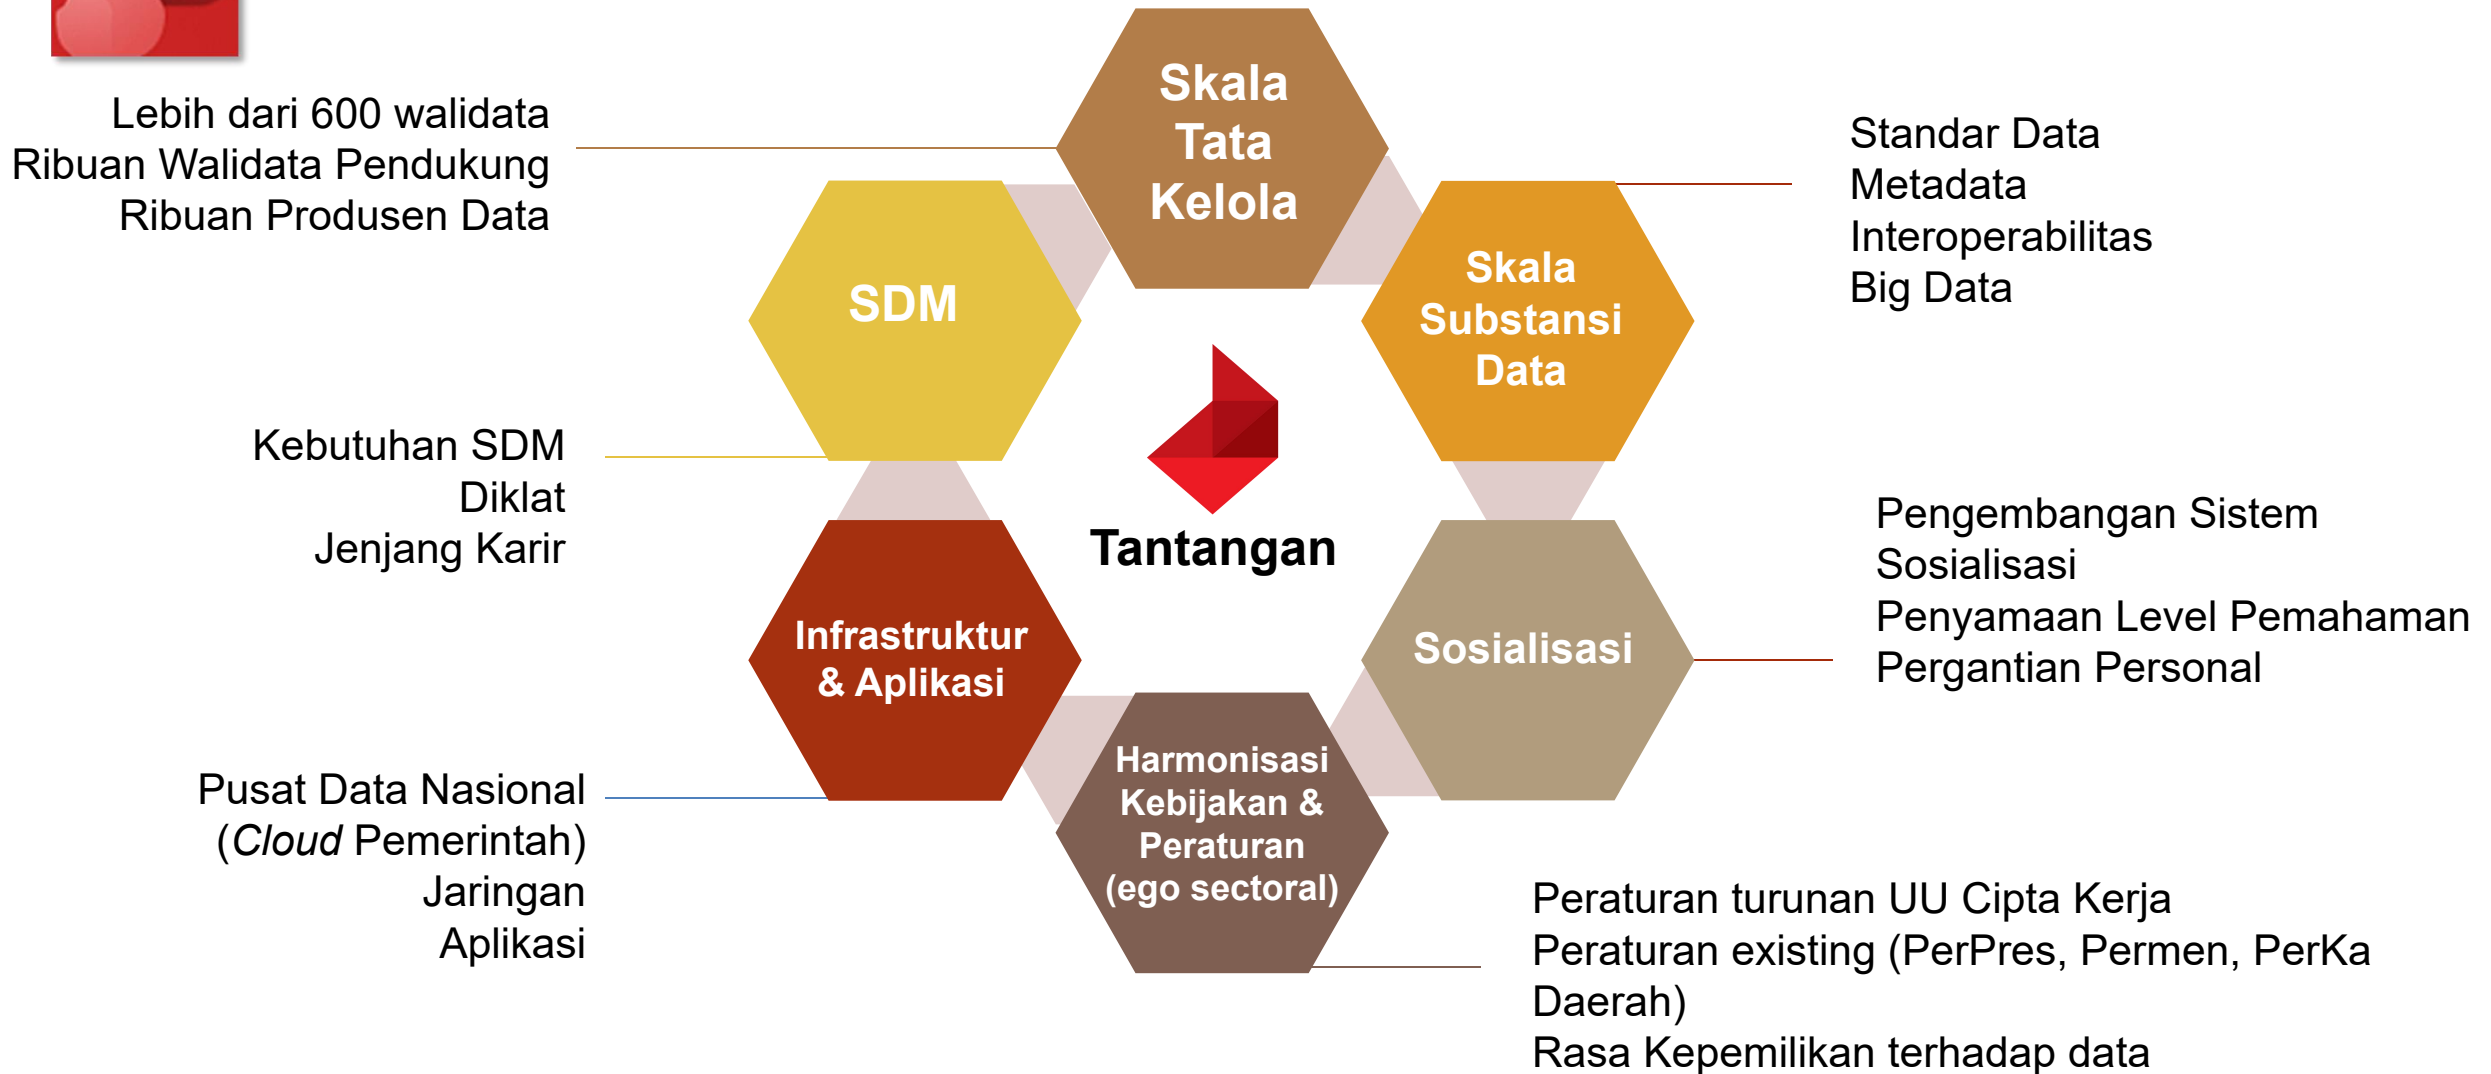 Skala
Tata
Kelola
Lebih dari 600 walidata
Ribuan Walidata Pendukung
Ribuan Produsen Data
Skala
Substansi
Data
Standar Data
Metadata
Interoperabilitas
Big Data
SDM
Kebutuhan SDM
Diklat
Jenjang Karir
Tantangan
Sosialisasi
Pengembangan Sistem
Sosialisasi
Penyamaan Level Pemahaman
Pergantian Personal
Infrastruktur
& Aplikasi
Pusat Data Nasional
(Cloud Pemerintah)
Jaringan
Aplikasi
Harmonisasi
Kebijakan &
Peraturan
(ego sectoral)
Peraturan turunan UU Cipta Kerja
Peraturan existing (PerPres, Permen, PerKa
Daerah)
Rasa Kepemilikan terhadap data